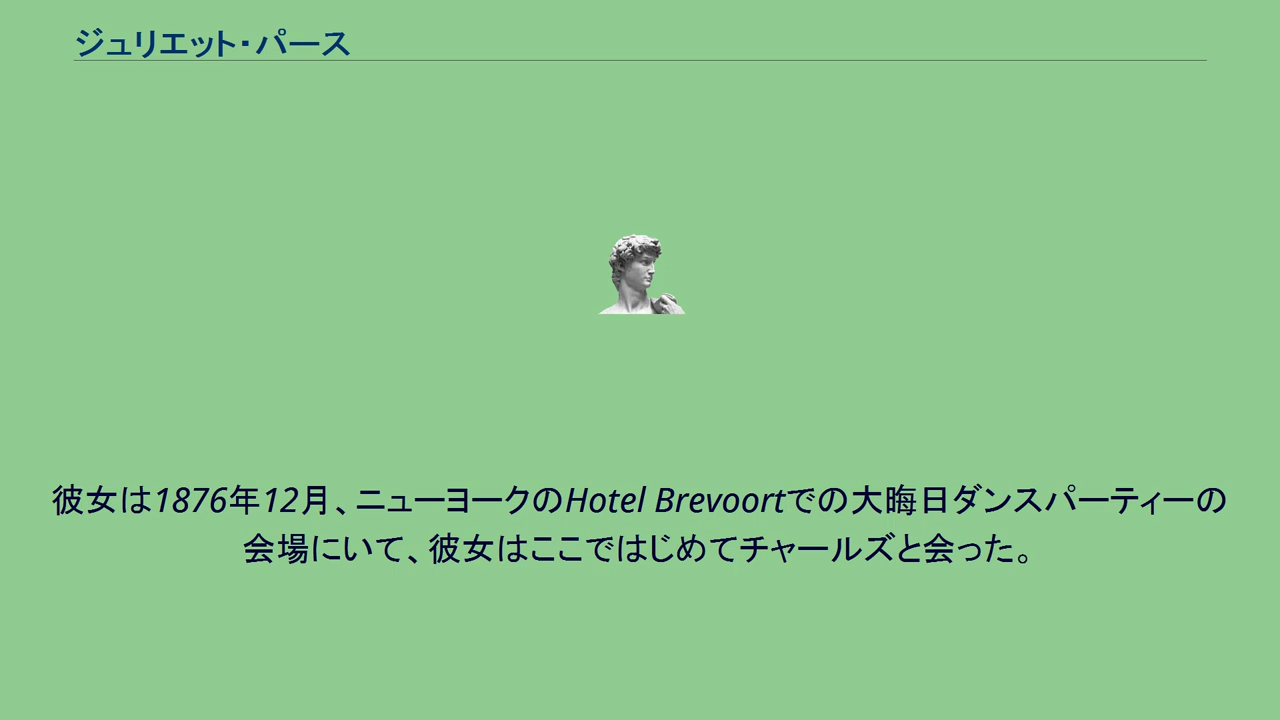 ジュリエット・パース
彼女は1876年12月、ニューヨークのHotel Brevoortでの大晦日ダンスパーティーの
会場にいて、彼女はここではじめてチャールズと会った。